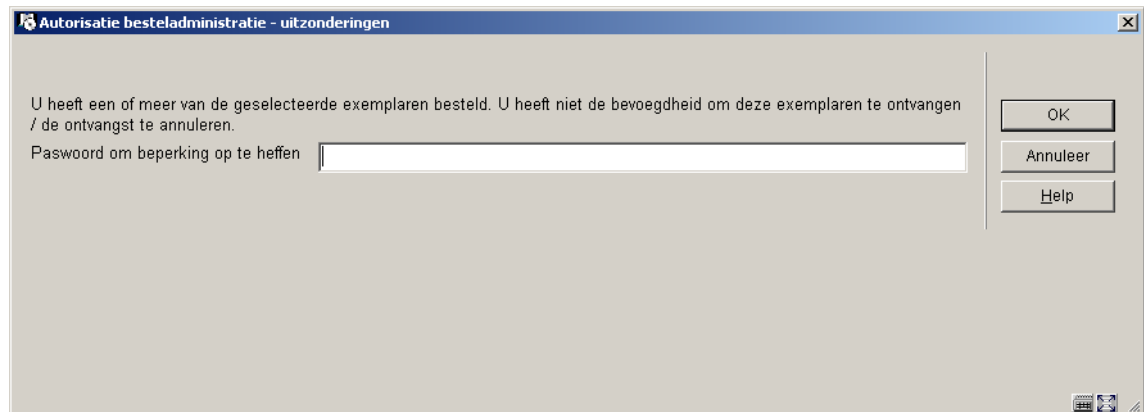 Autorisatie besteladministratie - uitzonderingen
U heeft een of meer van de geselecteerde exemplaren besteld. U heeft niet de bevoegdheid om deze exemplaren te ontvangen
/ de ontvangst te annuleren.
Paswoord om beperking op te heffen
OK
Annuleer
Help